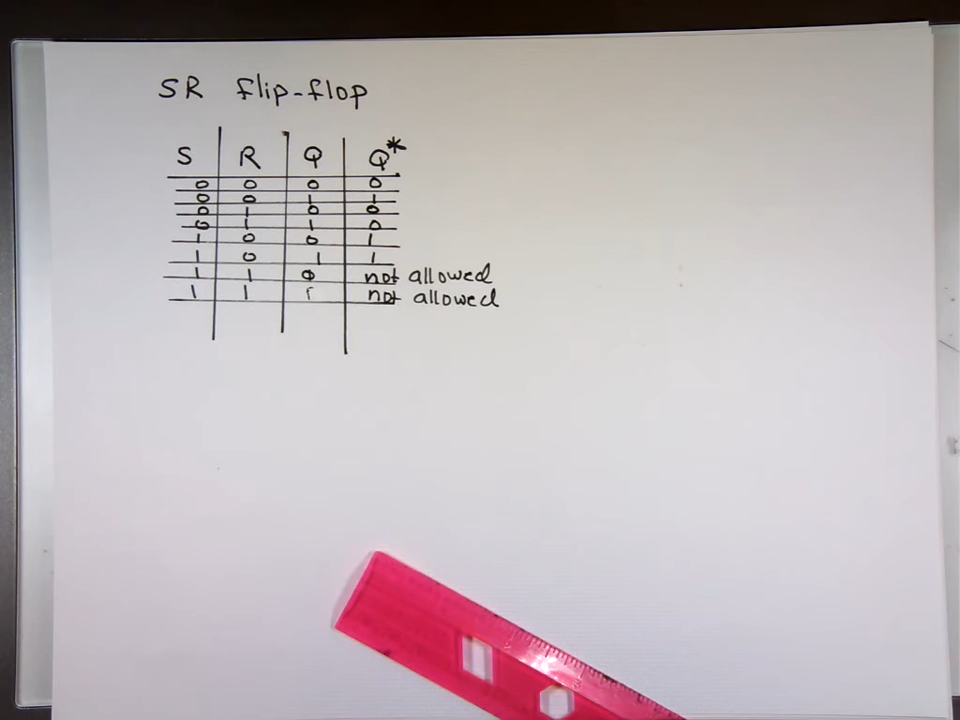 SR flip-flop
S R Q Q*
0 0 0 0
0 0 1 1
0 1 0 0
0 1 1 0
1 0 0 1
1 0 1 1
1 1 0 not allowed
1 1 1 not allowed